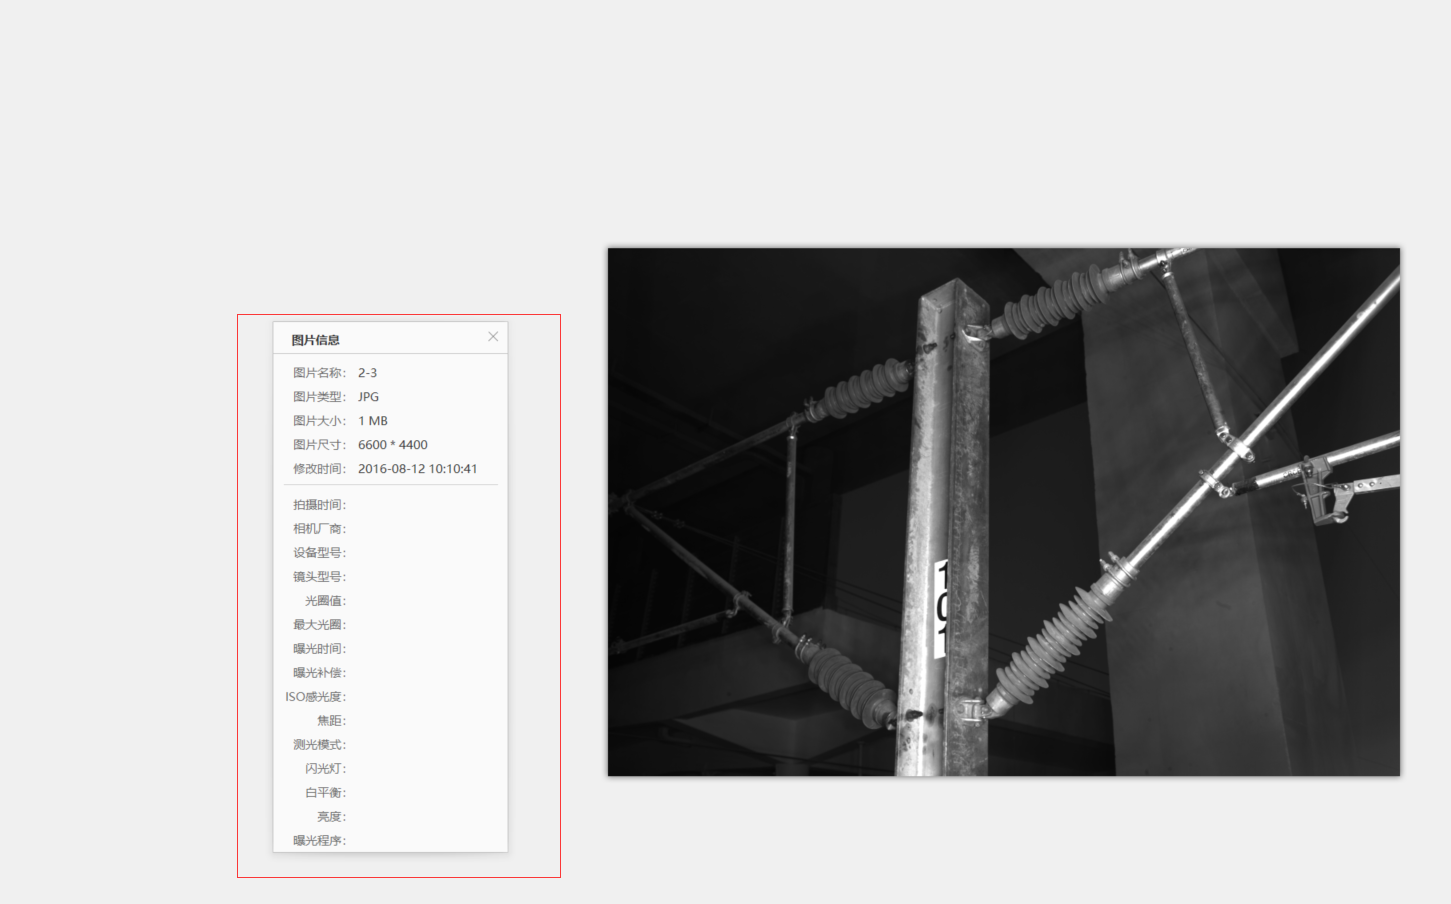 图片信息
图片名称： 2-3
图片类型： JPG
图片大小： 1 MB
图片尺寸： 6600 * 4400
修改时间： 2016-08-12 10:10:41
拍摄时间：
相机厂商：
设备型号：
镜头型号：
光圈值：
最大光圈：
曝光时间：
曝光补偿：
ISO感光度：
焦距：
测光模式：
闪光灯：
白平衡：
亮度：
曝光程序：